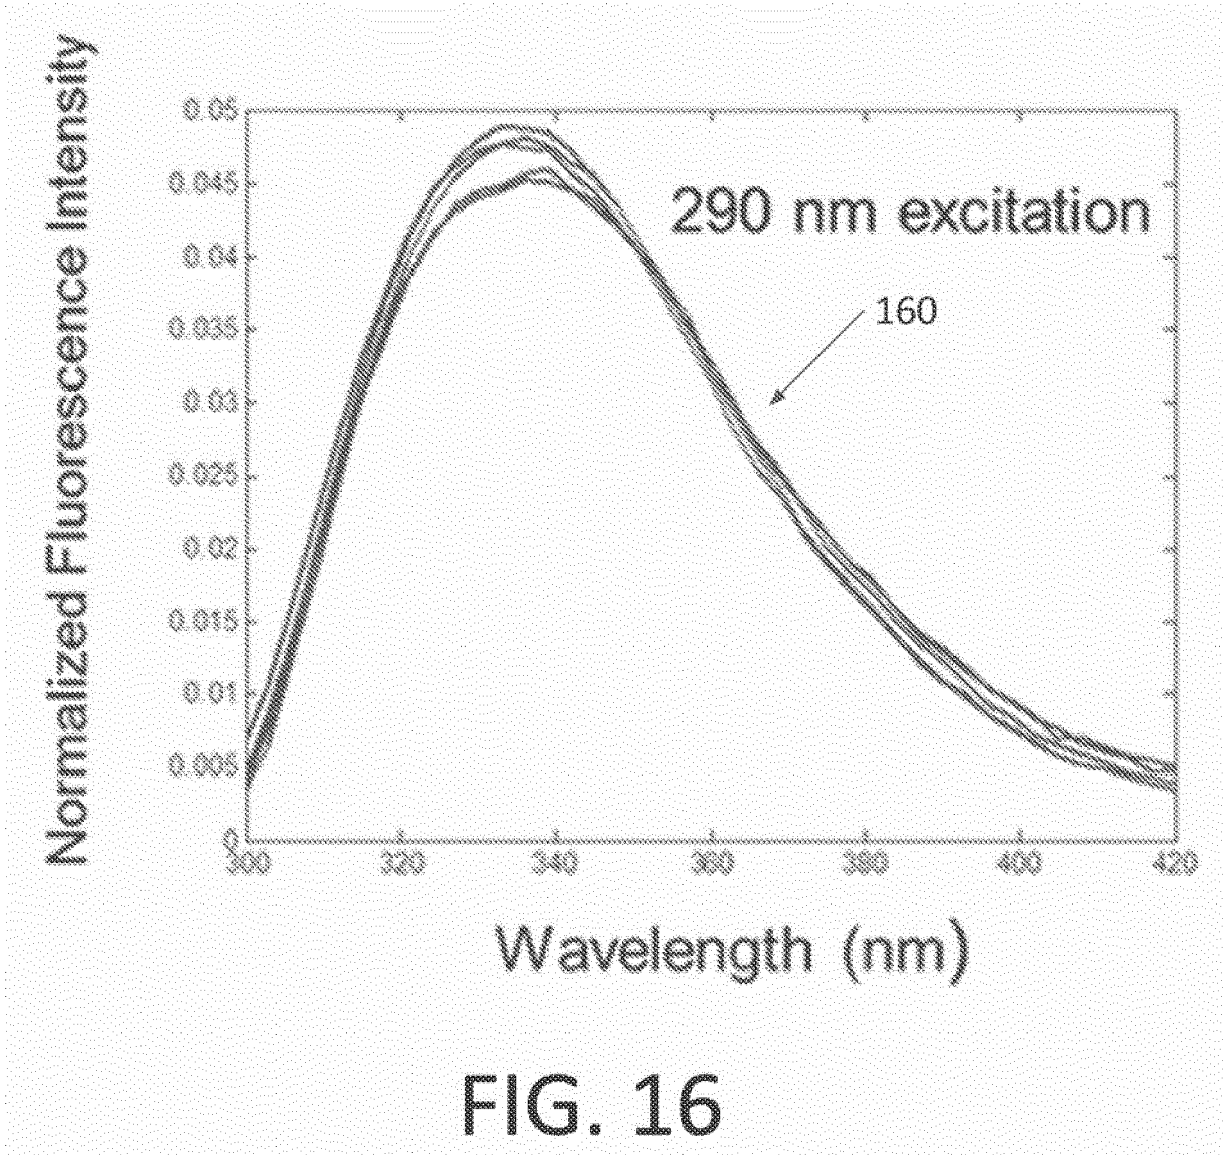 Normalized Fluorescence Intensity
0.05
0.045
0.04
0.035
0.03
0.025
0.02
0.015
0.01
0.005
0
290 nm excitation
160
300 320 340 360 380 400 420
Wavelength (nm)
FIG. 16